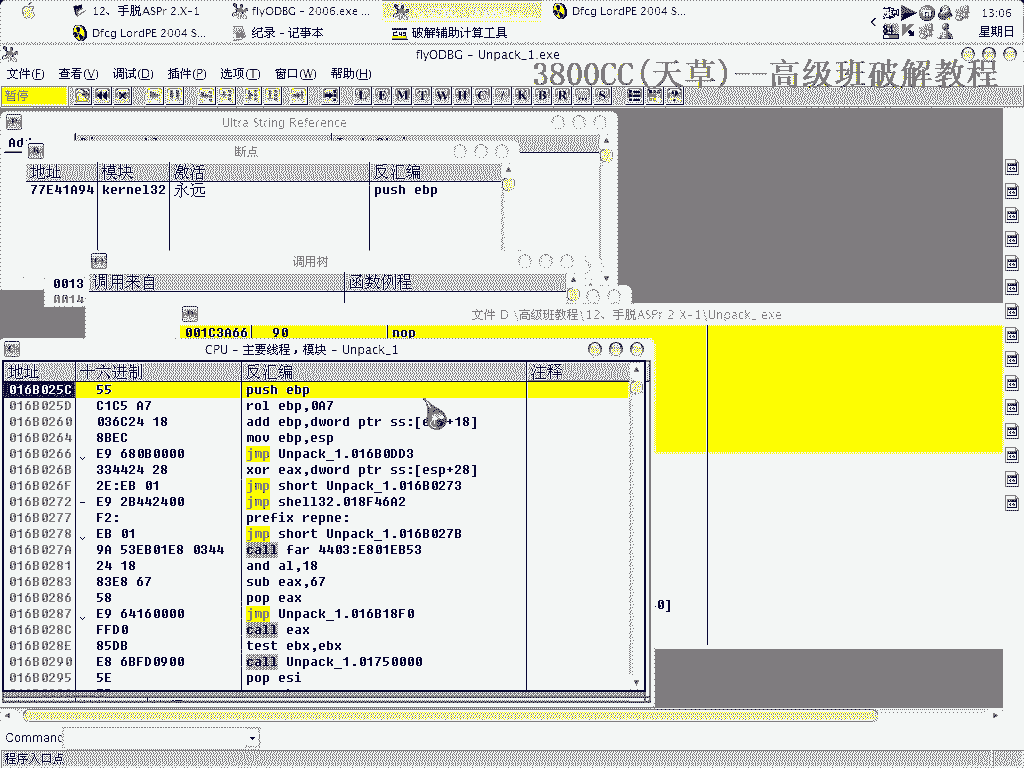 12、手脱ASPr 2.X-1
flyODBG - 2006.exe ...
Dfcg LordPE 2004 S...
13:06
Dfcg LordPE 2004 S...
纪录 - 记事本
破解辅助计算工具
星期日
flyODBG - Unpack_1.exe
文件(F) 查看(V) 调试(D) 插件(P) 选项(T) 窗口(W) 帮助(H)
3800CC(天草)--高级班破解教程
暂停
L E M T W H C / K B R ... S
Ultra String Reference
Ad
断点
地址 模块 激活 反汇编
77E41A94 kernel32 永远 push ebp
调用树
0013 调用来自 函数例程
0014
文件 D \高级班教程\12、手脱ASPr 2 X-1\Unpack_ exe
001C3A66 90 nop
CPU - 主要线程, 模块 - Unpack_1
地址 十六进制 反汇编 注释
016B025C 55 push ebp
016B025D C1C5 A7 rol ebp,0A7
016B0260 036C24 18 add ebp,dword ptr ss:[esp+18]
016B0264 8BEC mov ebp,esp
016B0266 E9 680B0000 jmp Unpack_1.016B0DD3
016B026B 334424 28 xor eax,dword ptr ss:[esp+28]
016B026F 2E:EB 01 jmp short Unpack_1.016B0273
016B0272 - E9 2B442400 jmp shell32.018F46A2
016B0277 F2: prefix repne:
016B0278 EB 01 jmp short Unpack_1.016B027B
016B027A 9A 53EB01E8 0344 call far 4403:E801EB53
016B0281 24 18 and al,18
016B0283 83E8 67 sub eax,67
016B0286 58 pop eax
016B0287 E9 64160000 jmp Unpack_1.016B18F0
016B028C FFD0 call eax
016B028E 85DB test ebx,ebx
016B0290 E8 6BFD0900 call Unpack_1.01750000
016B0295 5E pop esi
0]
Command
程序入口点